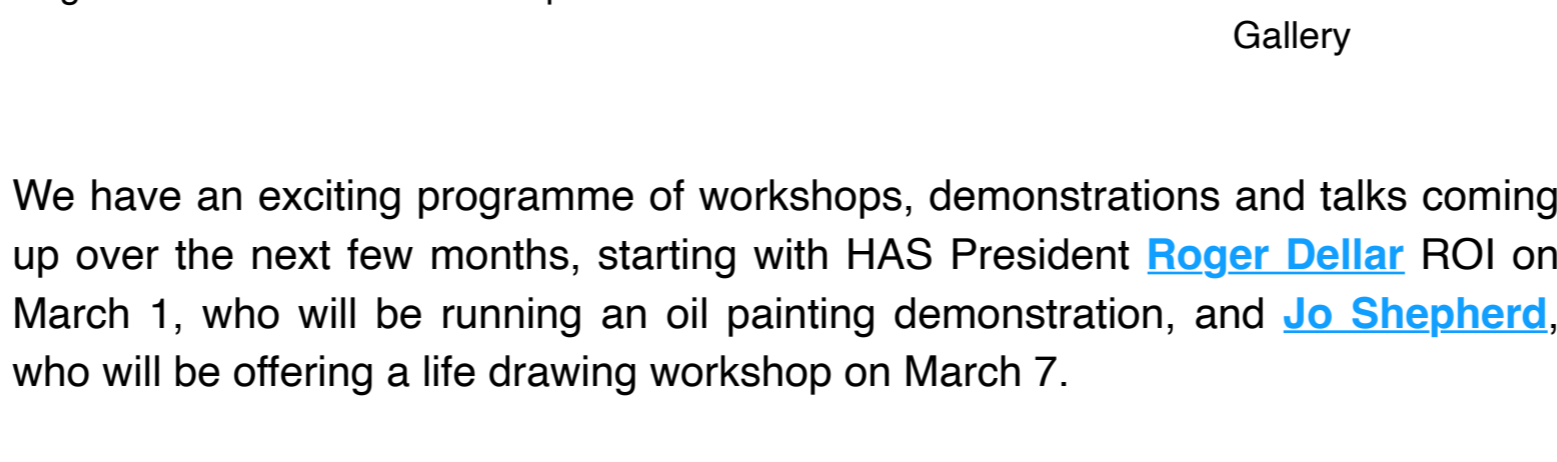 Gallery
We have an exciting programme of workshops, demonstrations and talks coming
up over the next few months, starting with HAS President Roger Dellar ROI on
March 1, who will be running an oil painting demonstration, and Jo Shepherd,
who will be offering a life drawing workshop on March 7.